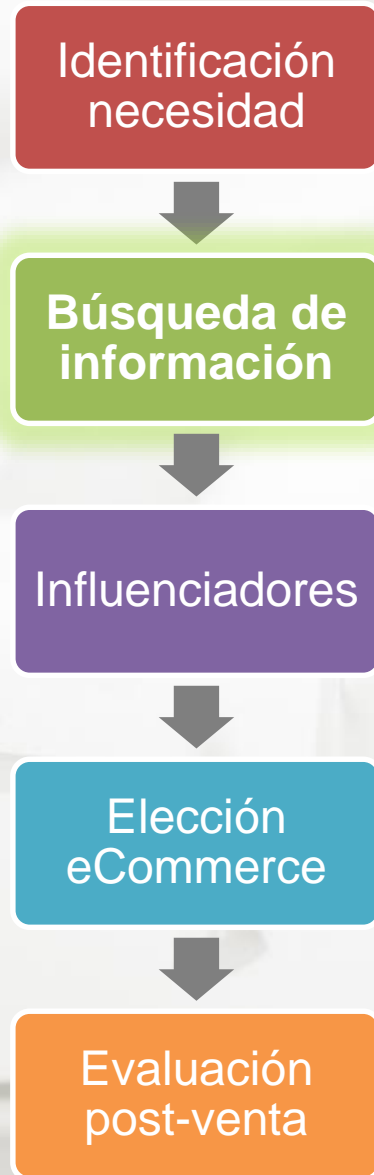 Identificación
necesidad
Búsqueda de
información
Influenciadores
Elección
eCommerce
Evaluación
post-venta